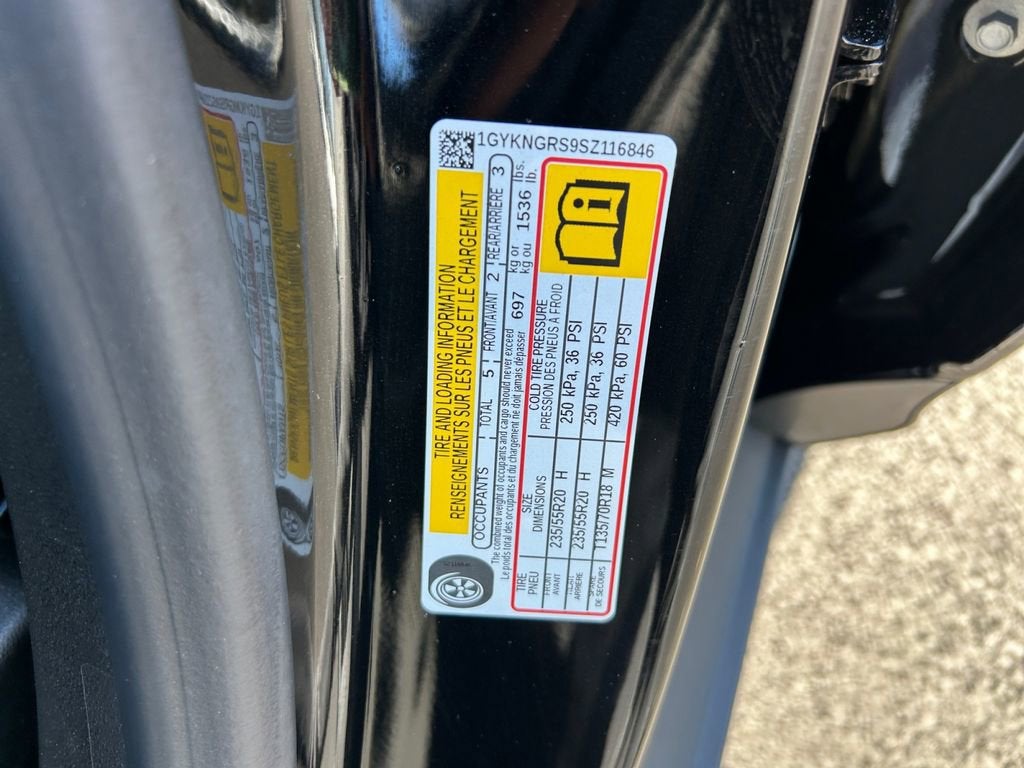 1GYKNGRS9SZ116846
TIRE AND LOADING INFORMATION
RENSEIGNEMENTS SUR LES PNEUS ET LE CHARGEMENT
OCCUPANTS TOTAL 5 FRONT/AVANT 2 REAR/ARRIÈRE 3
The combined weight of occupants and cargo should never exceed 697 kg or 1536 lbs.
Le poids total des occupants et du chargement ne doit jamais dépasser kg ou lb.
TIRE SIZE COLD TIRE PRESSURE
PNEU DIMENSIONS PRESSION DES PNEUS À FROID
FRONT
AVANT 235/55R20 H 250 kPa, 36 PSI
REAR
ARRIÈRE 235/55R20 H 250 kPa, 36 PSI
SPARE
DE SECOURS T135/70R18 M 420 kPa, 60 PSI